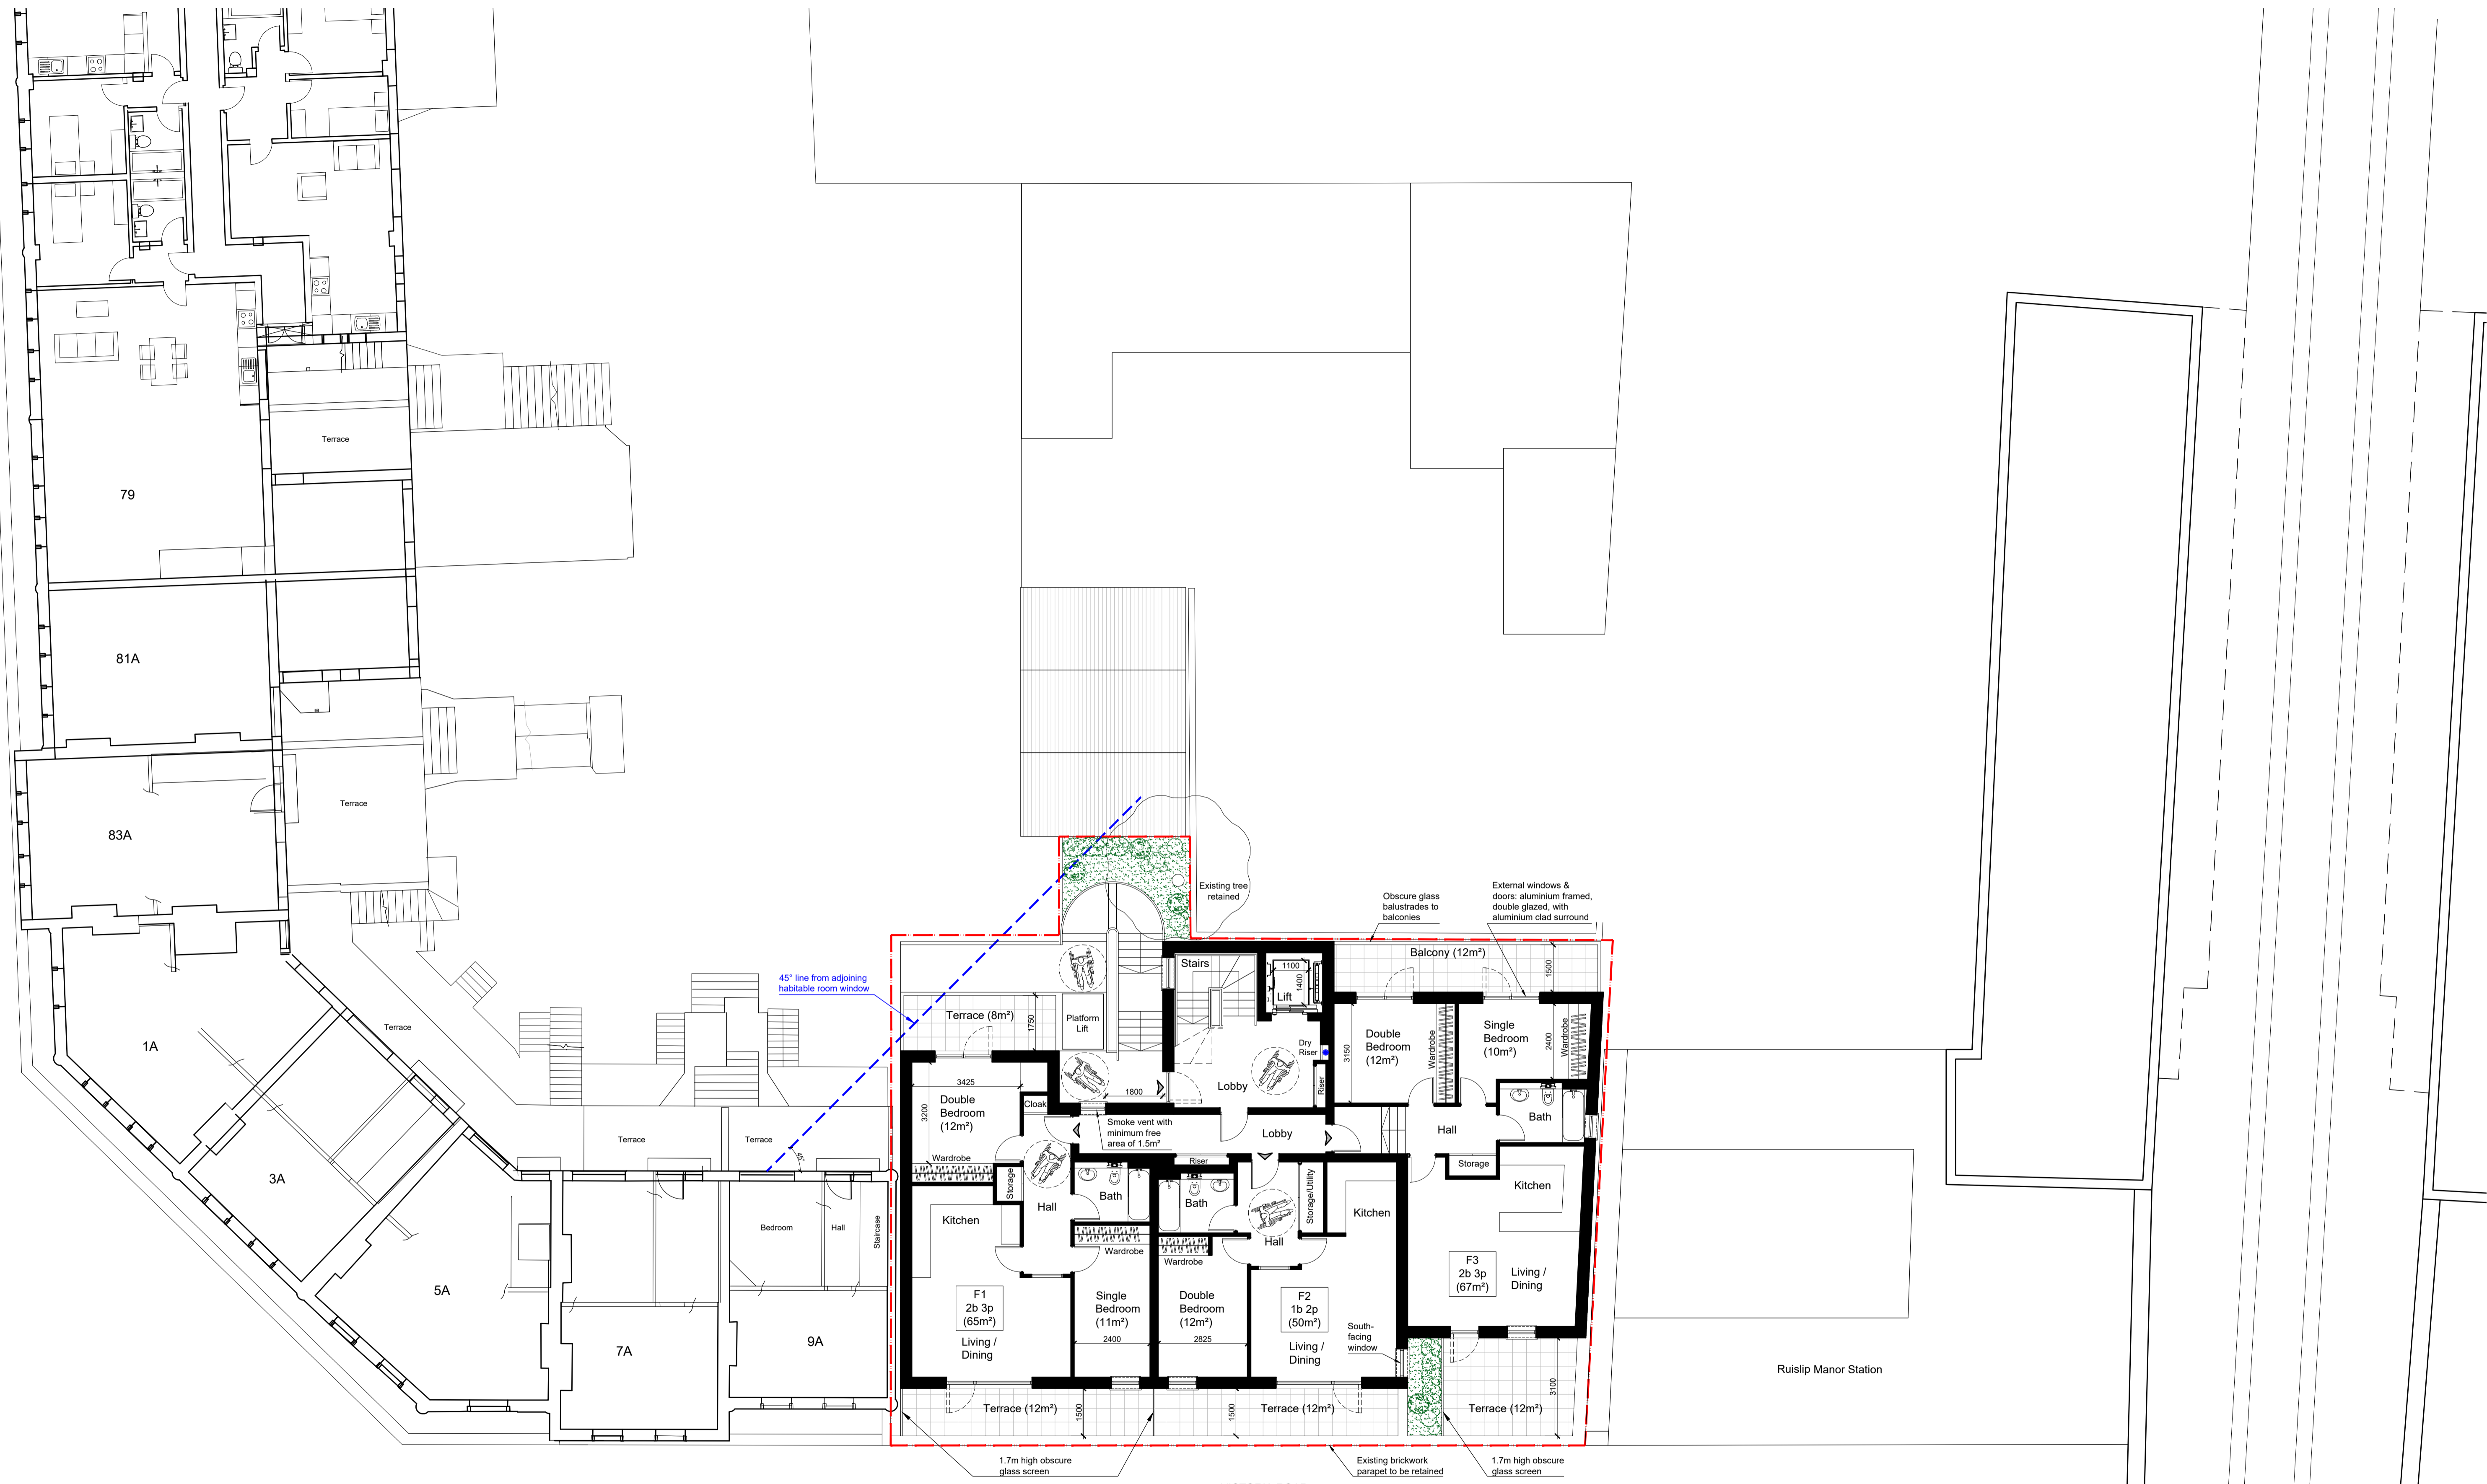 Terrace
79
81A
Terrace
83A
Existing tree
retained
Obscure glass
balustrades to
balconies
External windows &
doors: aluminium framed,
double glazed, with
aluminium clad surround
45° line from adjoining
habitable room window
Stairs
1100
1400
Lift
Balcony (12m²)
1500
Terrace (8m²)
1750
Platform
Lift
Terrace
1A
Double
Bedroom
(12m²)
3150
Wardrobe
Single
Bedroom
(10m²)
2400
Wardrobe
Dry
Riser
Riser
Lobby
3425
3200
Double
Bedroom
(12m²)
Cloak
1800
Wardrobe
Smoke vent with
minimum free
area of 1.5m²
Lobby
Hall
Bath
Terrace
Terrace
45°
Riser
Storage
Kitchen
3A
Storage
Hall
Bath
Bath
Storage/Utility
Kitchen
Kitchen
Bedroom
Hall
Staircase
Wardrobe
Wardrobe
Hall
5A
F1
2b 3p
(65m²)
Living /
Dining
Single
Bedroom
(11m²)
2400
Double
Bedroom
(12m²)
2825
F2
1b 2p
(50m²)
Living /
Dining
South-
facing
window
F3
2b 3p
(67m²)
Living /
Dining
7A
9A
Ruislip Manor Station
Terrace (12m²)
1500
1500
Terrace (12m²)
Terrace (12m²)
3100
1.7m high obscure
glass screen
Existing brickwork
parapet to be retained
1.7m high obscure
glass screen